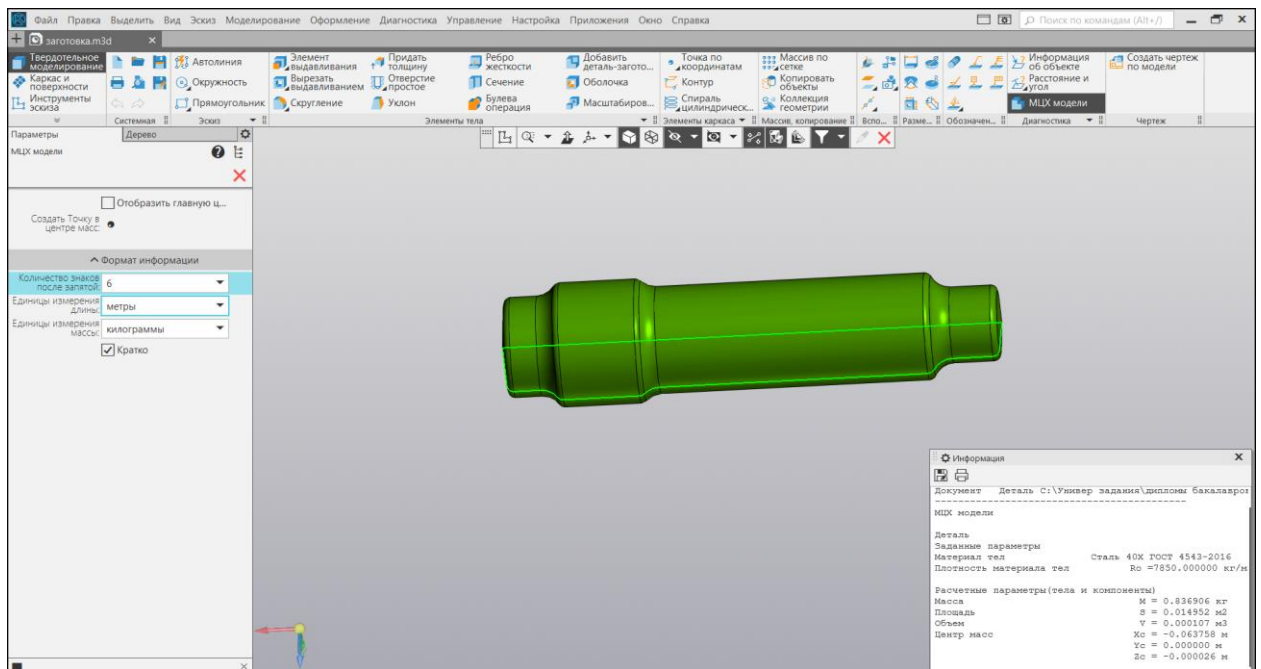 Файл Правка Выделить Вид Эскиз Моделирование Оформление Диагностика Управление Настройка Приложения Окно Справка
Поиск по командам (Alt+/)
заготовка.m3d
Твердотельное моделирование
Каркас и поверхности
Инструменты эскиза
Системная
Автолиния
Окружность
Прямоугольник
Эскиз
Элемент выдавливания
Вырезать выдавливанием
Скругление
Придать толщину
Отверстие простое
Уклон
Ребро жесткости
Сечение
Булева операция
Добавить деталь-загото...
Оболочка
Масштабиров...
Элементы тела
Точка по координатам
Контур
Спираль цилиндрическ...
Элементы каркаса
Массив по сетке
Копировать объекты
Коллекция геометрии
Массив, копирование
Вспо...
Разме...
Обозначен...
Информация об объекте
Расстояние и угол
МЦХ модели
Диагностика
Создать чертеж по модели
Чертеж
Параметры
Дерево
МЦХ модели
Отобразить главную ц...
Создать Точку в центре масс:
Формат информации
Количество знаков после запятой: 6
Единицы измерения длины: метры
Единицы измерения массы: килограммы
Кратко
Информация
Документ Деталь C:\Универ задания\дипломы бакалавров
МЦХ модели
Деталь
Заданные параметры
Материал тел Сталь 40Х ГОСТ 4543-2016
Плотность материала тел Ro =7850.000000 кг/м
Расчетные параметры(тела и компоненты)
Масса M = 0.836906 кг
Площадь S = 0.014952 м2
Объем V = 0.000107 м3
Центр масс Xc = -0.063758 м
Yc = 0.000000 м
Zc = -0.000026 м